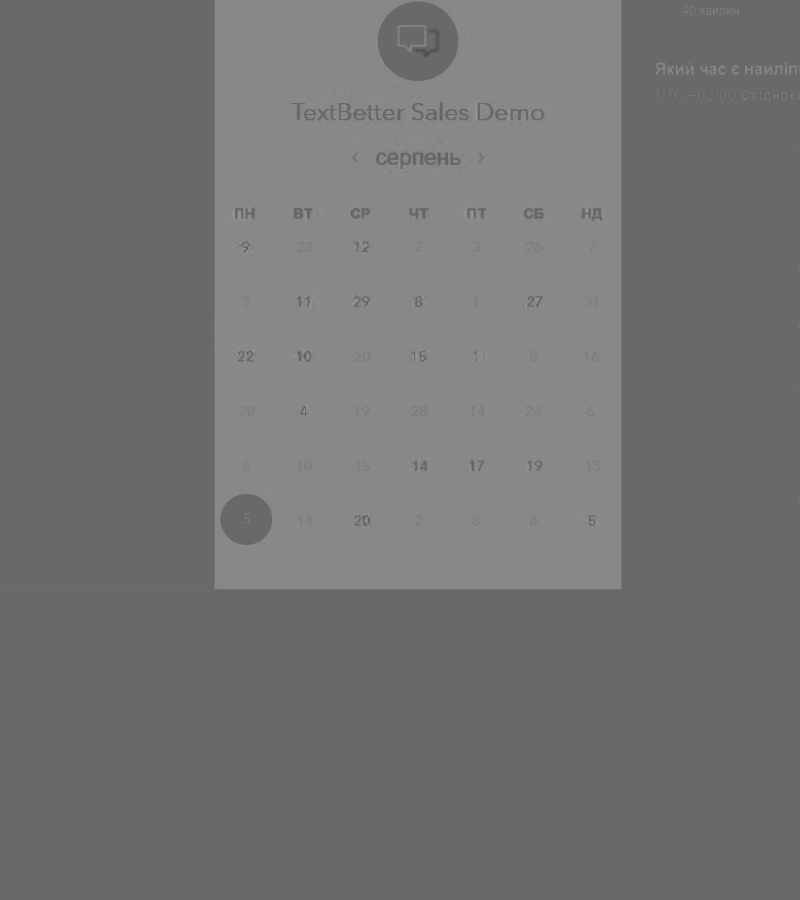 40 хвилин
Який час є найліп
UTC +03:00 Східноє
TextBetter Sales Demo
‹ серпень ›
ПН ВТ СР ЧТ ПТ СБ НД
9 28 12 2 3 26 7
3 11 29 8 1 27 31
22 10 20 15 1 8 16
20 4 19 28 14 24 6
8 10 15 14 17 19 13
5 14 20 2 8 8 5